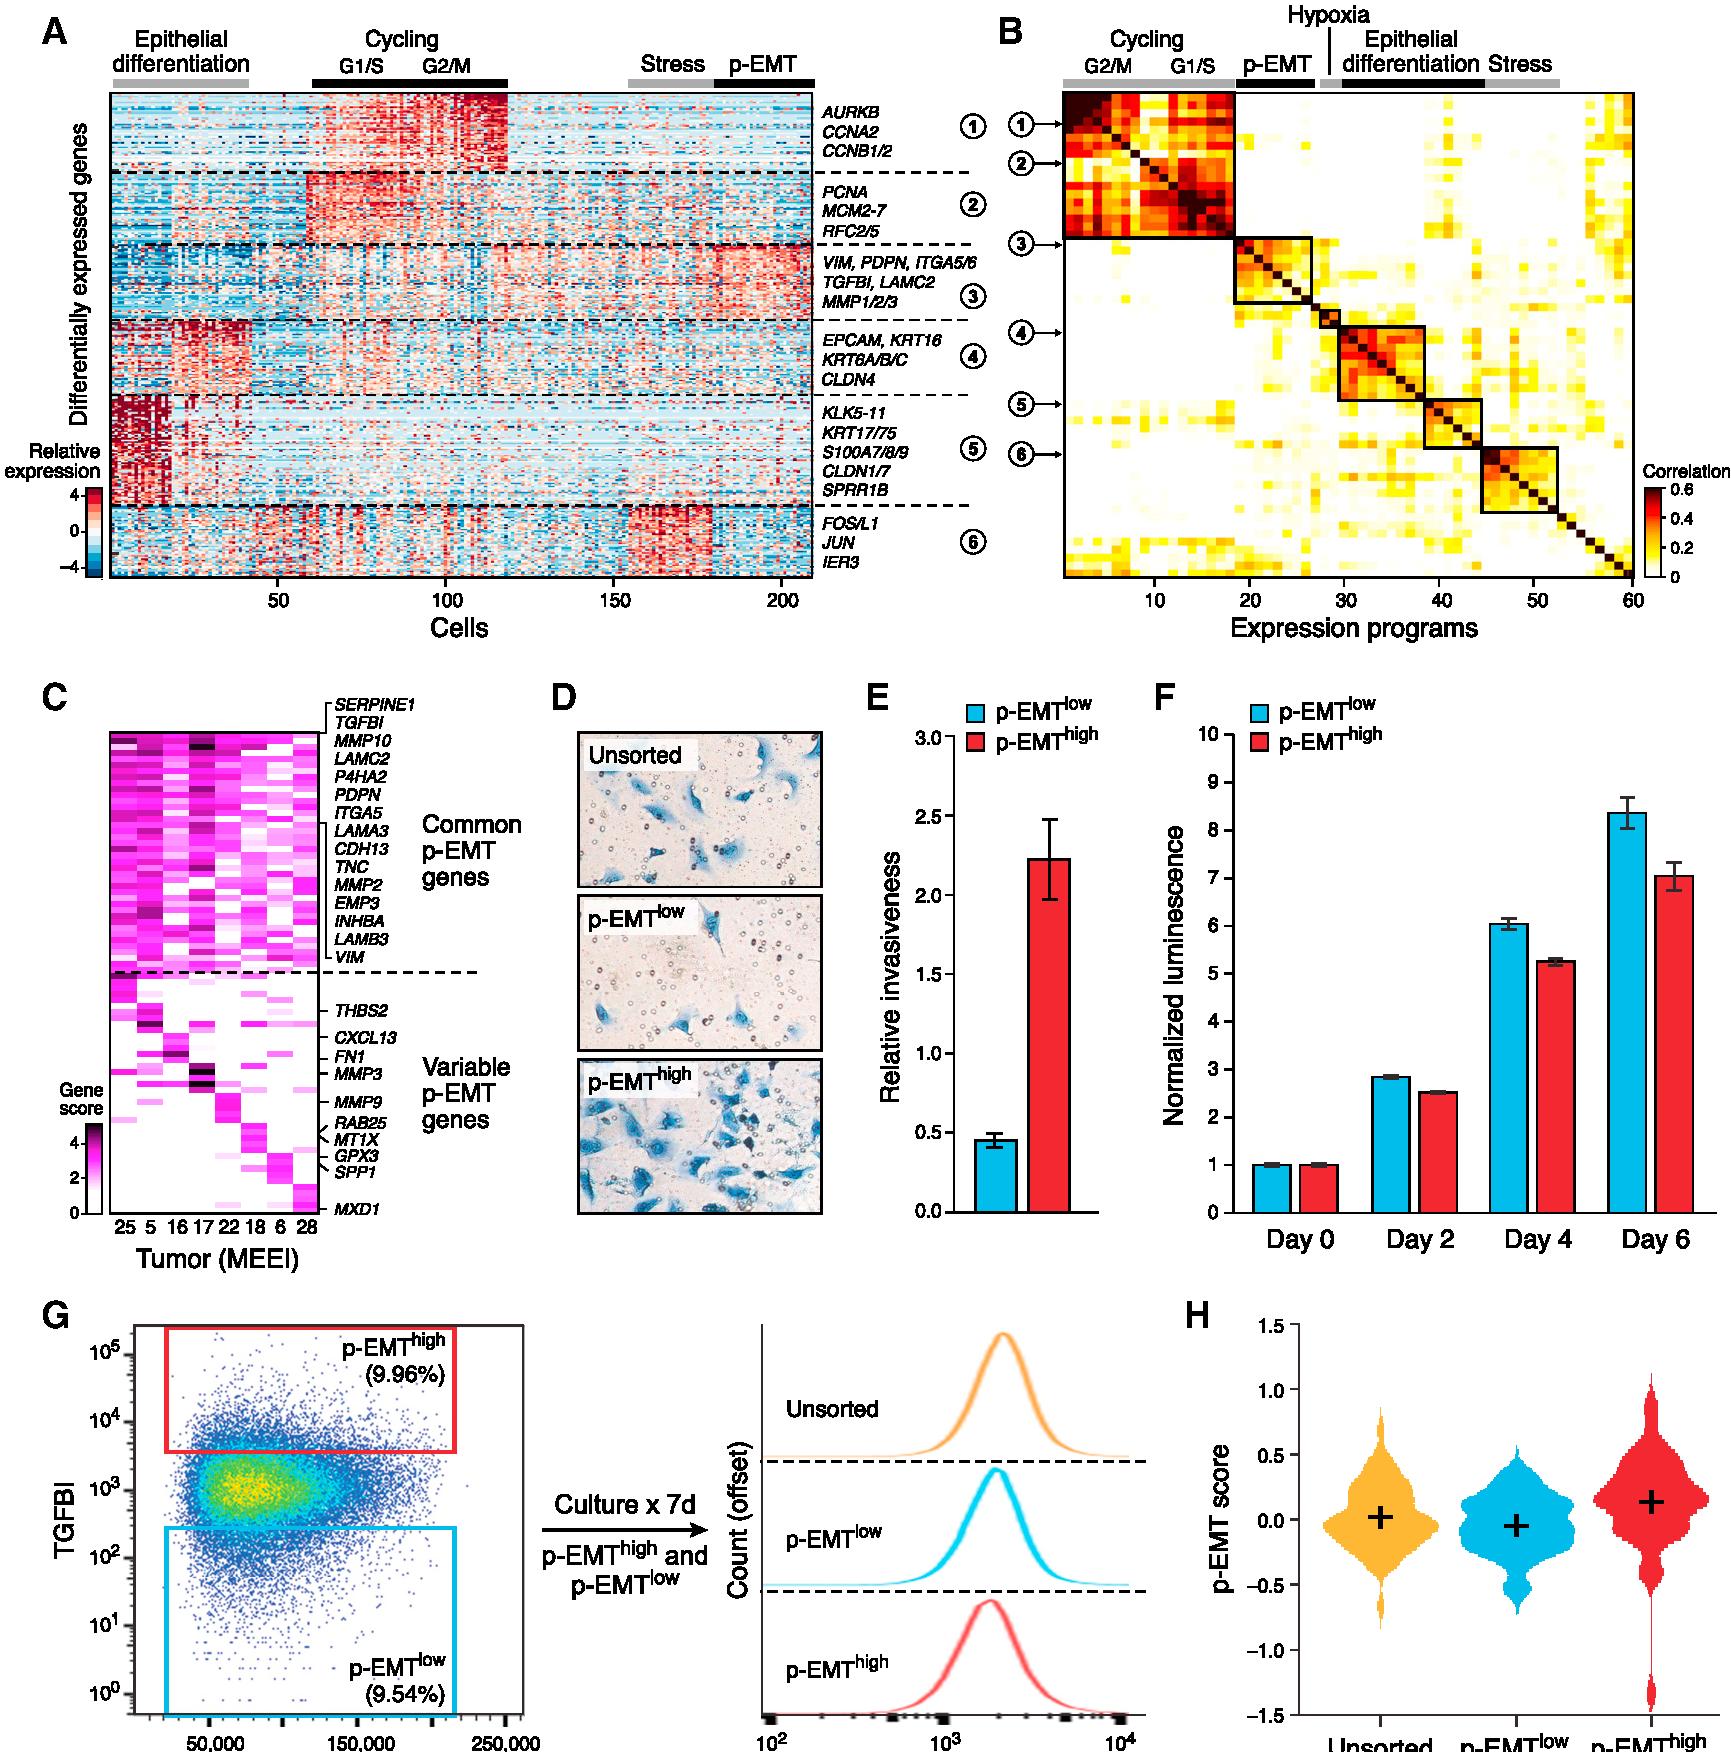 A
Epithelial
differentiation
Cycling
G1/S G2/M
Stress p-EMT
Differentially expressed genes
AURKB
CCNA2
CCNB1/2
1
PCNA
MCM2-7
RFC2/5
2
VIM, PDPN, ITGA5/6
TGFBI, LAMC2
MMP1/2/3
3
EPCAM, KRT16
KRT6A/B/C
CLDN4
4
KLK5-11
KRT17/75
S100A7/8/9
CLDN1/7
SPRR1B
5
FOS/L1
JUN
IER3
6
Relative
expression
4
0
–4
50 100 150 200
Cells
B
Hypoxia
Cycling
G2/M G1/S
p-EMT
Epithelial
differentiation
Stress
1
2
3
4
5
6
Correlation
0.6
0.4
0.2
0
10 20 30 40 50 60
Expression programs
C
SERPINE1
TGFBI
MMP10
LAMC2
P4HA2
PDPN
ITGA5
LAMA3
CDH13
TNC
MMP2
EMP3
INHBA
LAMB3
VIM
Common
p-EMT
genes
THBS2
CXCL13
FN1
MMP3
MMP9
RAB25
MT1X
GPX3
SPP1
MXD1
Variable
p-EMT
genes
Gene
score
4
2
0
25 5 16 17 22 18 6 28
Tumor (MEEI)
D
Unsorted
p-EMTlow
p-EMThigh
E
p-EMTlow
p-EMThigh
Relative invasiveness
3.0
2.5
2.0
1.5
1.0
0.5
0.0
F
p-EMTlow
p-EMThigh
Normalized luminescence
10
9
8
7
6
5
4
3
2
1
0
Day 0 Day 2 Day 4 Day 6
G
TGFBI
105
104
103
102
101
100
p-EMThigh
(9.96%)
p-EMTlow
(9.54%)
50,000 150,000 250,000
Culture x 7d
p-EMThigh and
p-EMTlow
Count (offset)
Unsorted
p-EMTlow
p-EMThigh
102 103 104
H
p-EMT score
1.5
1.0
0.5
0.0
–0.5
–1.0
–1.5
Unsorted p-EMTlow p-EMThigh